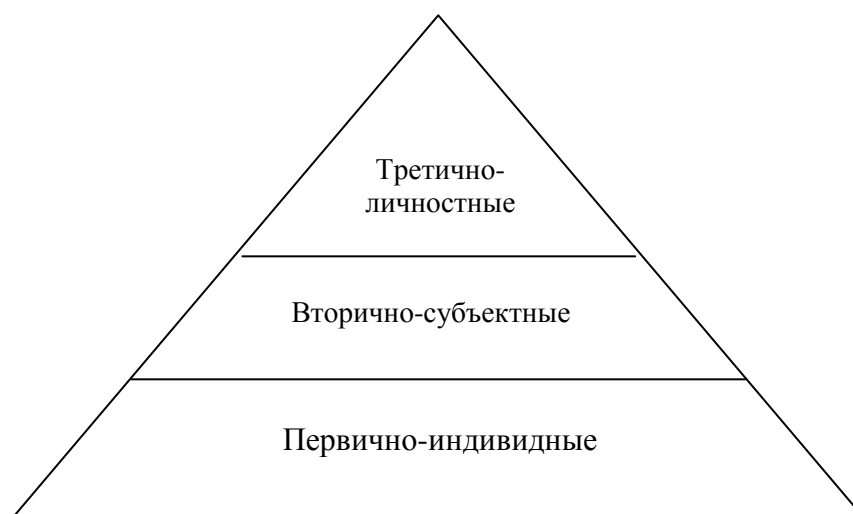 Третично-
личностные
Вторично-субъектные
Первично-индивидные